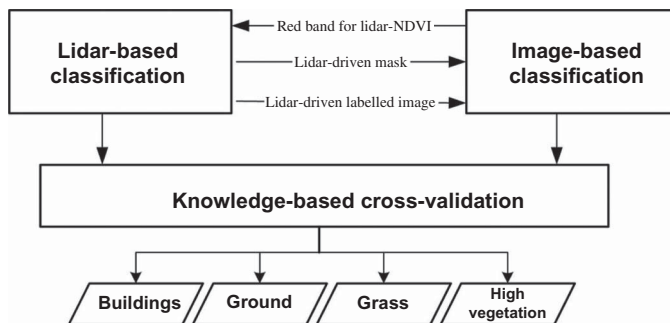 Lidar-based
classification
Red band for lidar-NDVI
Lidar-driven mask
Lidar-driven labelled image
Image-based
classification
Knowledge-based cross-validation
Buildings
Ground
Grass
High
vegetation